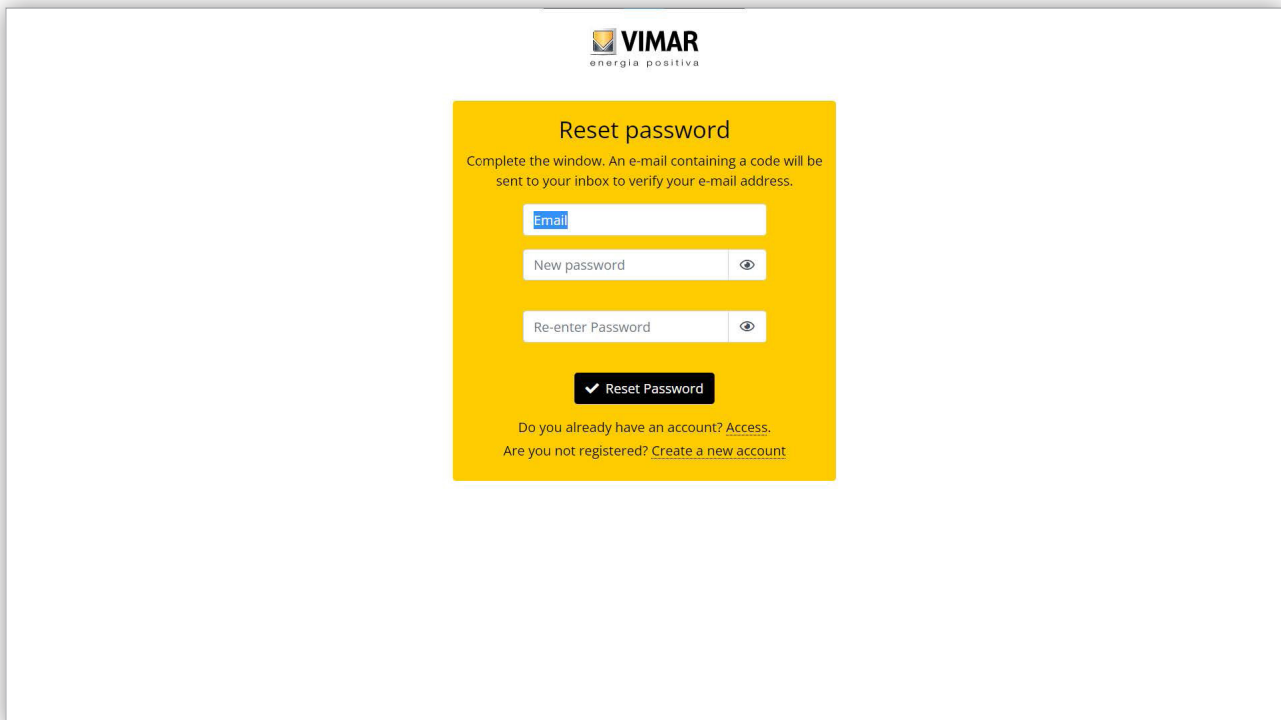 VIMAR
energia positiva
Reset password
Complete the window. An e-mail containing a code will be
sent to your inbox to verify your e-mail address.
Email
New password
Re-enter Password
Reset Password
Do you already have an account? Access.
Are you not registered? Create a new account